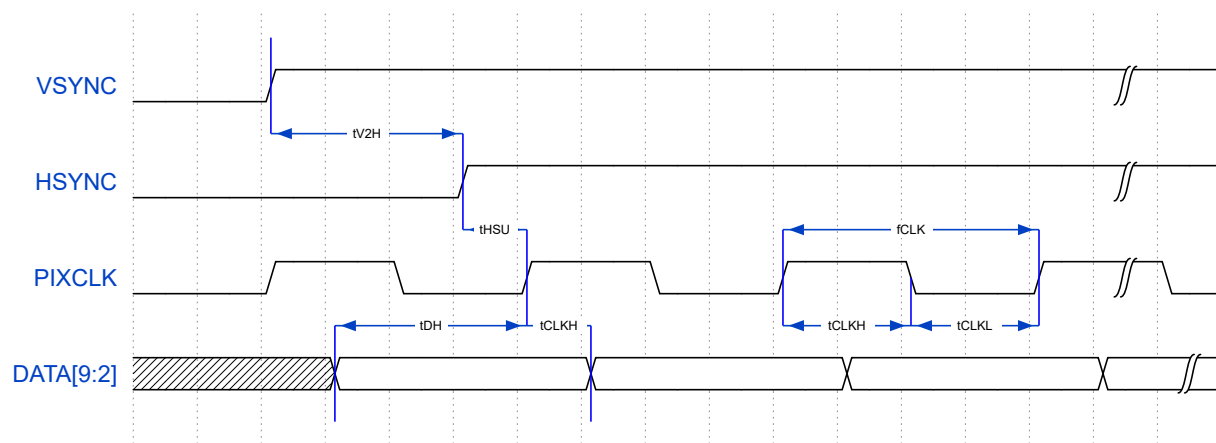 VSYNC
tV2H
HSYNC
tHSU
fCLK
PIXCLK
tDH
tCLKH
tCLKH
tCLKL
DATA[9:2]